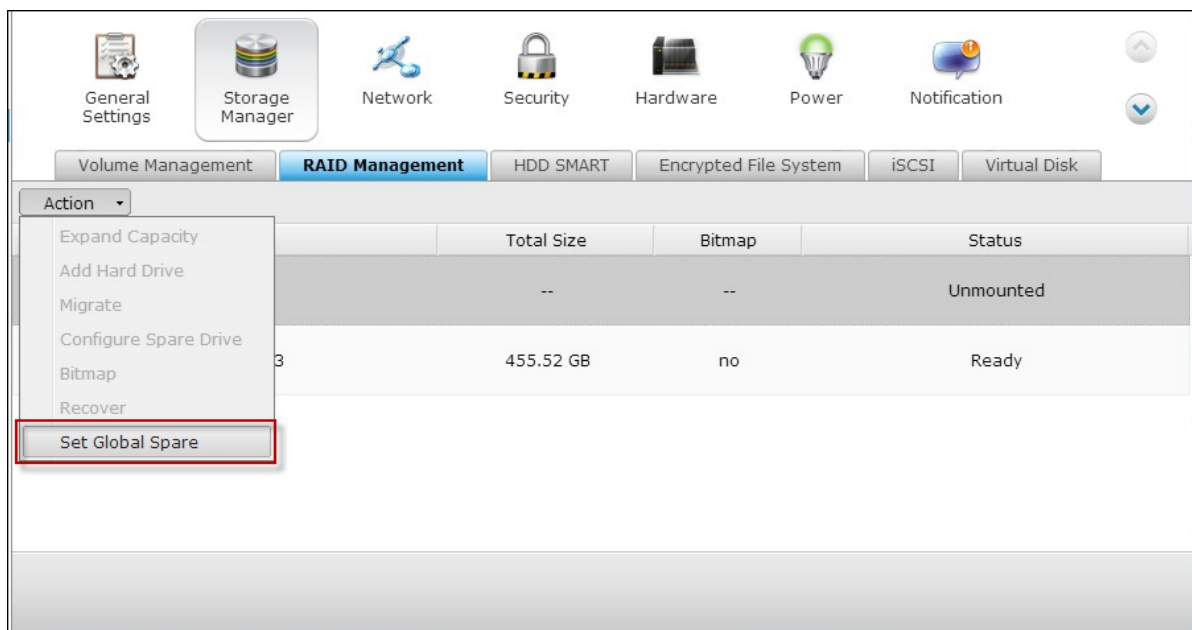 General Settings
Storage Manager
Network
Security
Hardware
Power
Notification
Volume Management
RAID Management
HDD SMART
Encrypted File System
iSCSI
Virtual Disk
Action
Expand Capacity
Add Hard Drive
Migrate
Configure Spare Drive
Bitmap
Recover
Set Global Spare
Total Size
Bitmap
Status
--
--
Unmounted
3
455.52 GB
no
Ready